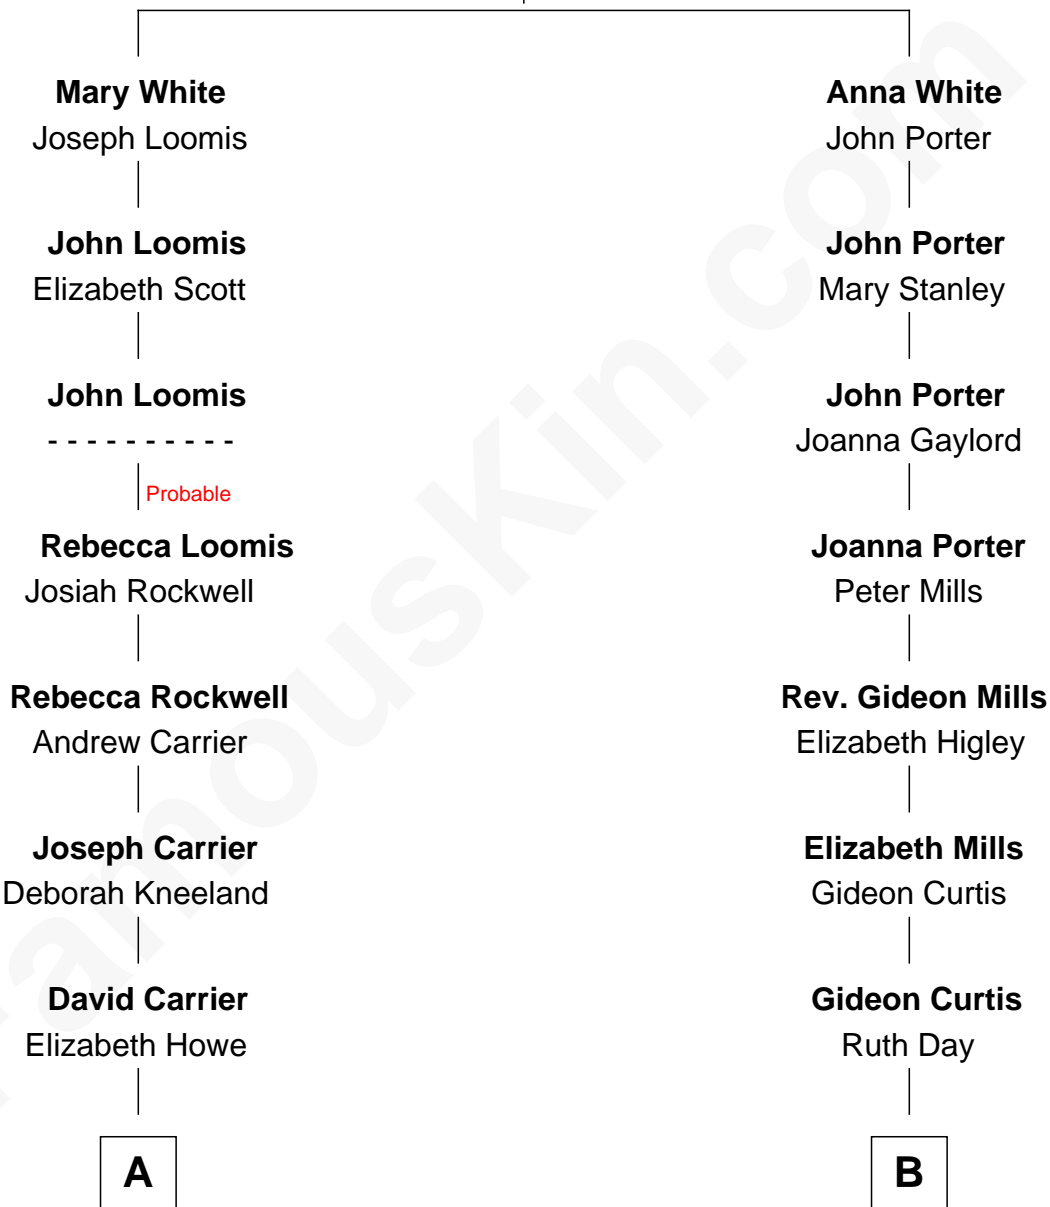 Mary White
Joseph Loomis
John Loomis
Elizabeth Scott
John Loomis
- - - - - - - - - -
Probable
Rebecca Loomis
Josiah Rockwell
Rebecca Rockwell
Andrew Carrier
Joseph Carrier
Deborah Kneeland
David Carrier
Elizabeth Howe
A
Anna White
John Porter
John Porter
Mary Stanley
John Porter
Joanna Gaylord
Joanna Porter
Peter Mills
Rev. Gideon Mills
Elizabeth Higley
Elizabeth Mills
Gideon Curtis
Gideon Curtis
Ruth Day
B
FamousKin.com